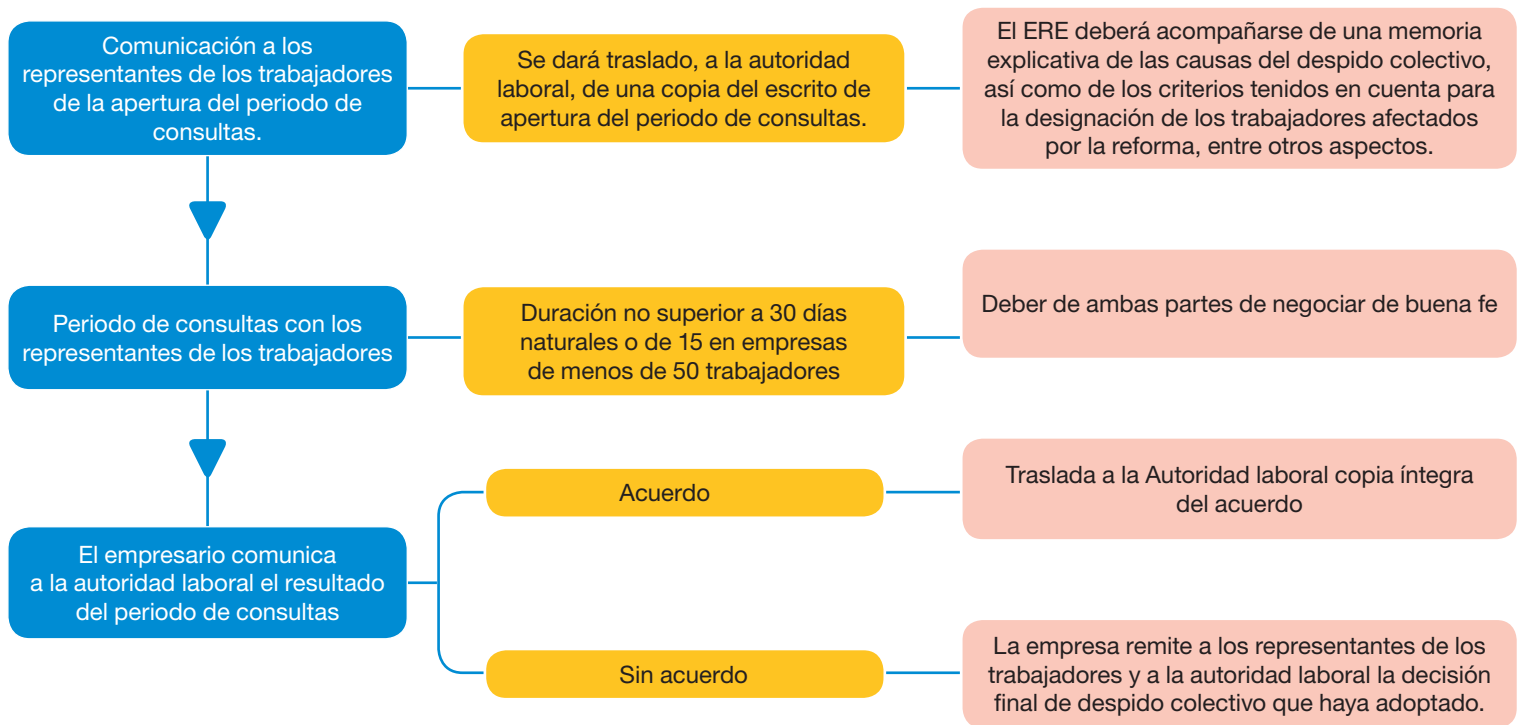 Comunicación a los
representantes de los trabajadores
de la apertura del periodo de
consultas.
Se dará traslado, a la autoridad
laboral, de una copia del escrito de
apertura del periodo de consultas.
El ERE deberá acompañarse de una memoria
explicativa de las causas del despido colectivo,
así como de los criterios tenidos en cuenta para
la designación de los trabajadores afectados
por la reforma, entre otros aspectos.
Periodo de consultas con los
representantes de los trabajadores
Duración no superior a 30 días
naturales o de 15 en empresas
de menos de 50 trabajadores
Deber de ambas partes de negociar de buena fe
El empresario comunica
a la autoridad laboral el resultado
del periodo de consultas
Acuerdo
Traslada a la Autoridad laboral copia íntegra
del acuerdo
Sin acuerdo
La empresa remite a los representantes de los
trabajadores y a la autoridad laboral la decisión
final de despido colectivo que haya adoptado.